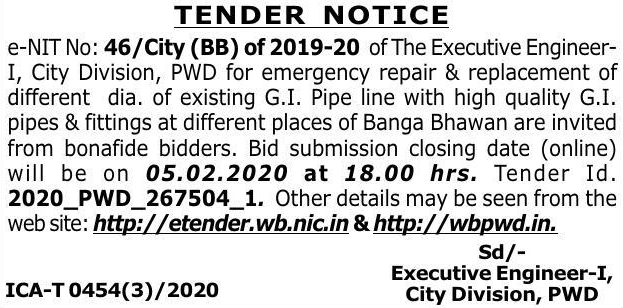 TENDER NOTICE
e-NIT No: 46/City (BB) of 2019-20 of The Executive Engineer-
I, City Division, PWD for emergency repair & replacement of
different dia. of existing G.I. Pipe line with high quality G.I.
pipes & fittings at different places of Banga Bhawan are invited
from bonafide bidders. Bid submission closing date (online)
will be on 05.02.2020 at 18.00 hrs. Tender Id.
2020_PWD_267504_1. Other details may be seen from the
web site: http://etender.wb.nic.in & http://wbpwd.in.
Sd/-
Executive Engineer-I,
ICA-T 0454(3)/2020 City Division, PWD